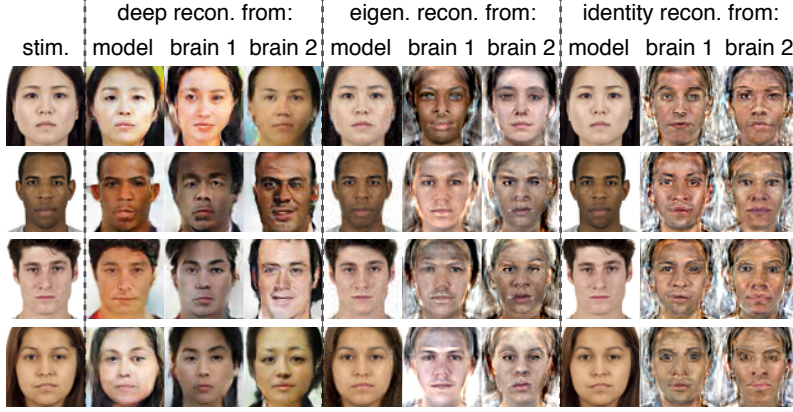 deep recon. from: eigen. recon. from: identity recon. from:
stim. model brain 1 brain 2 model brain 1 brain 2 model brain 1 brain 2